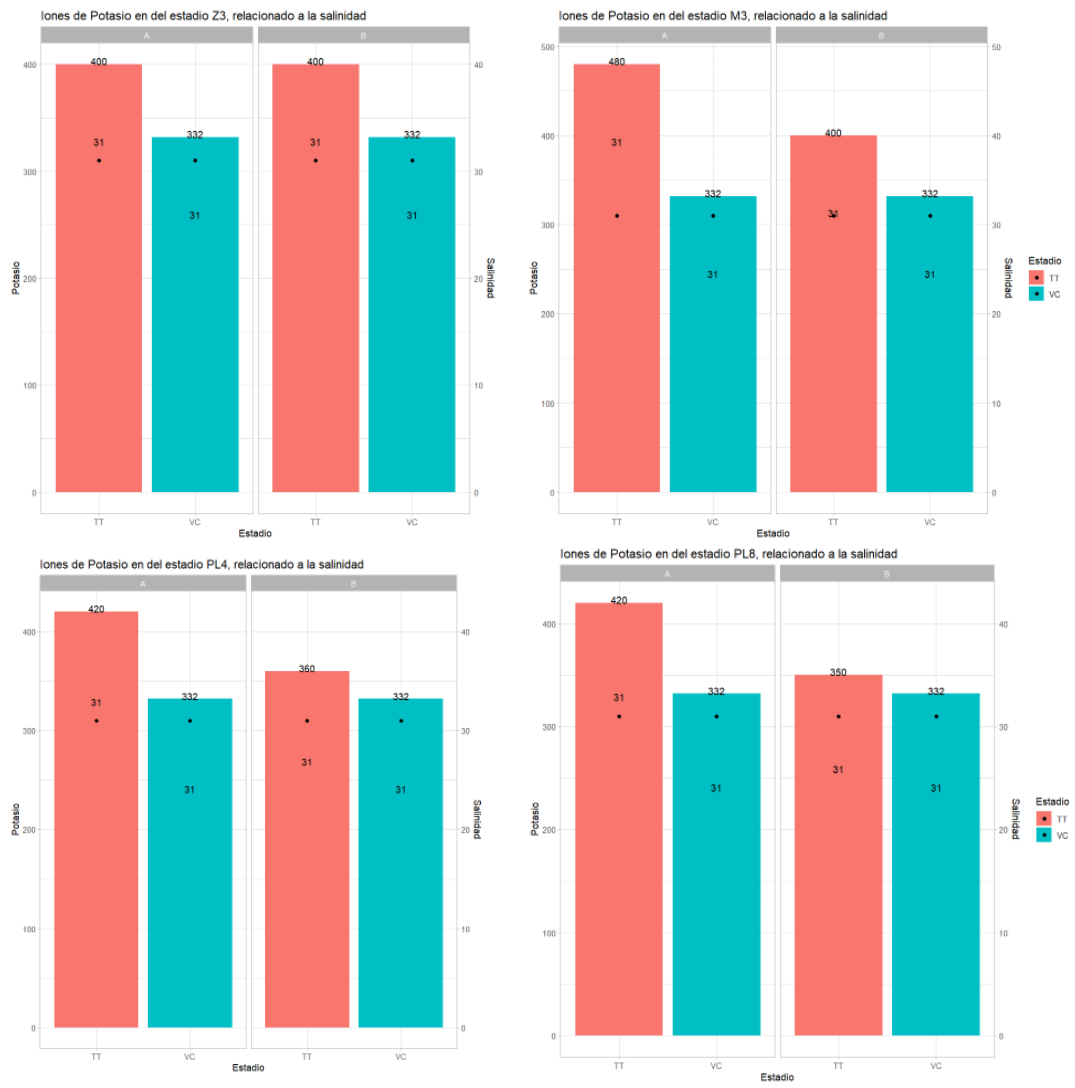 Iones de Potasio en del estadio Z3, relacionado a la salinidad
A
B
400
400
400
40
332
332
31
31
300
30
31
31
Potasio
Salinidad
200
20
100
10
0
0
TT
VC
TT
VC
Estadio
Iones de Potasio en del estadio M3, relacionado a la salinidad
A
B
500
50
480
400
400
40
31
332
332
31
300
30
31
31
Potasio
Salinidad
200
20
100
10
0
0
TT
VC
TT
VC
Estadio
Estadio
TT
VC
Iones de Potasio en del estadio PL4, relacionado a la salinidad
A
B
420
400
40
360
332
332
31
300
30
31
31
31
Potasio
Salinidad
200
20
100
10
0
0
TT
VC
TT
VC
Estadio
Iones de Potasio en del estadio PL8, relacionado a la salinidad
A
B
420
400
40
350
332
332
31
300
30
31
31
31
Potasio
Salinidad
200
20
100
10
0
0
TT
VC
TT
VC
Estadio
Estadio
TT
VC